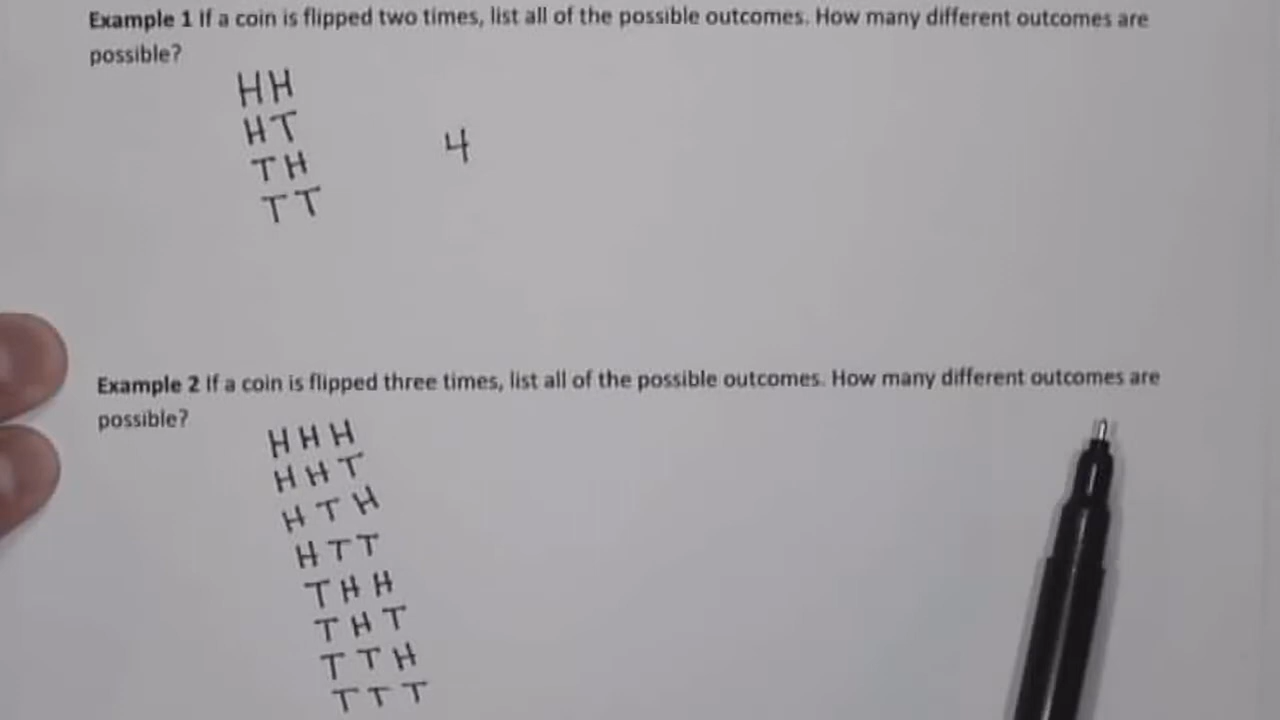 Example 1 If a coin is flipped two times, list all of the possible outcomes. How many different outcomes are
possible?
HH
HT
TH
TT
4
Example 2 If a coin is flipped three times, list all of the possible outcomes. How many different outcomes are
possible?
HHH
HHT
HTH
HTT
THH
THT
TTH
TTT